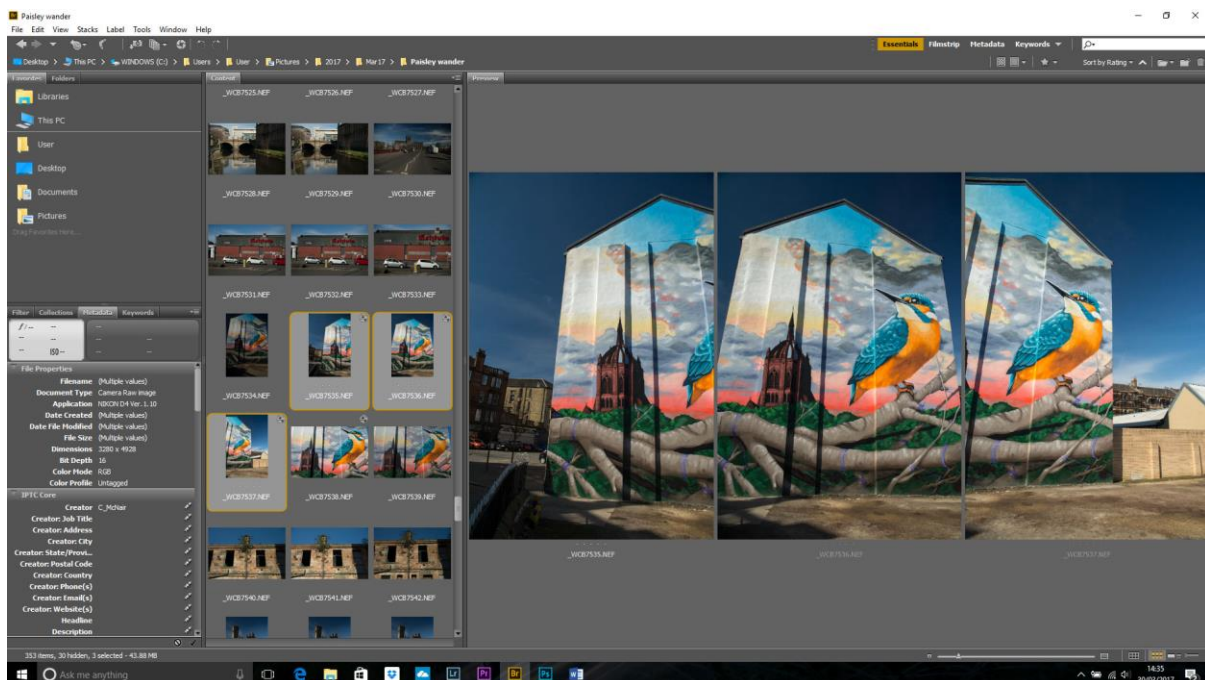 Paisley wander
File Edit View Stacks Label Tools Window Help
Essentials Filmstrip Metadata Keywords
Desktop > This PC > WINDOWS (C:) > Users > User > Pictures > 2017 > Mar17 > Paisley wander
Sort by Rating
Favorites Folders
Content
Preview
Libraries
This PC
User
Desktop
Documents
Pictures
Drag Favorites Here...
Filter Collections Metadata Keywords
f/-- --
-- --
-- ISO--
--
-- --
-- --
File Properties
Filename (Multiple values)
Document Type Camera Raw image
Application NIKON D4 Ver. 1.10
Date Created (Multiple values)
Date File Modified (Multiple values)
File Size (Multiple values)
Dimensions 3280 x 4928
Bit Depth 16
Color Mode RGB
Color Profile Untagged
IPTC Core
Creator C_McNair
Creator: Job Title
Creator: Address
Creator: City
Creator: State/Provi...
Creator: Postal Code
Creator: Country
Creator: Phone(s)
Creator: Email(s)
Creator: Website(s)
Headline
Description
_WCB7525.NEF _WCB7526.NEF _WCB7527.NEF
_WCB7528.NEF _WCB7529.NEF _WCB7530.NEF
_WCB7531.NEF _WCB7532.NEF _WCB7533.NEF
_WCB7534.NEF _WCB7535.NEF _WCB7536.NEF
_WCB7537.NEF _WCB7538.NEF _WCB7539.NEF
_WCB7540.NEF _WCB7541.NEF _WCB7542.NEF
_WCB7535.NEF _WCB7536.NEF _WCB7537.NEF
353 items, 30 hidden, 3 selected - 43.88 MB
Ask me anything
Lr Pr Br Ps
14:35
30/03/2017